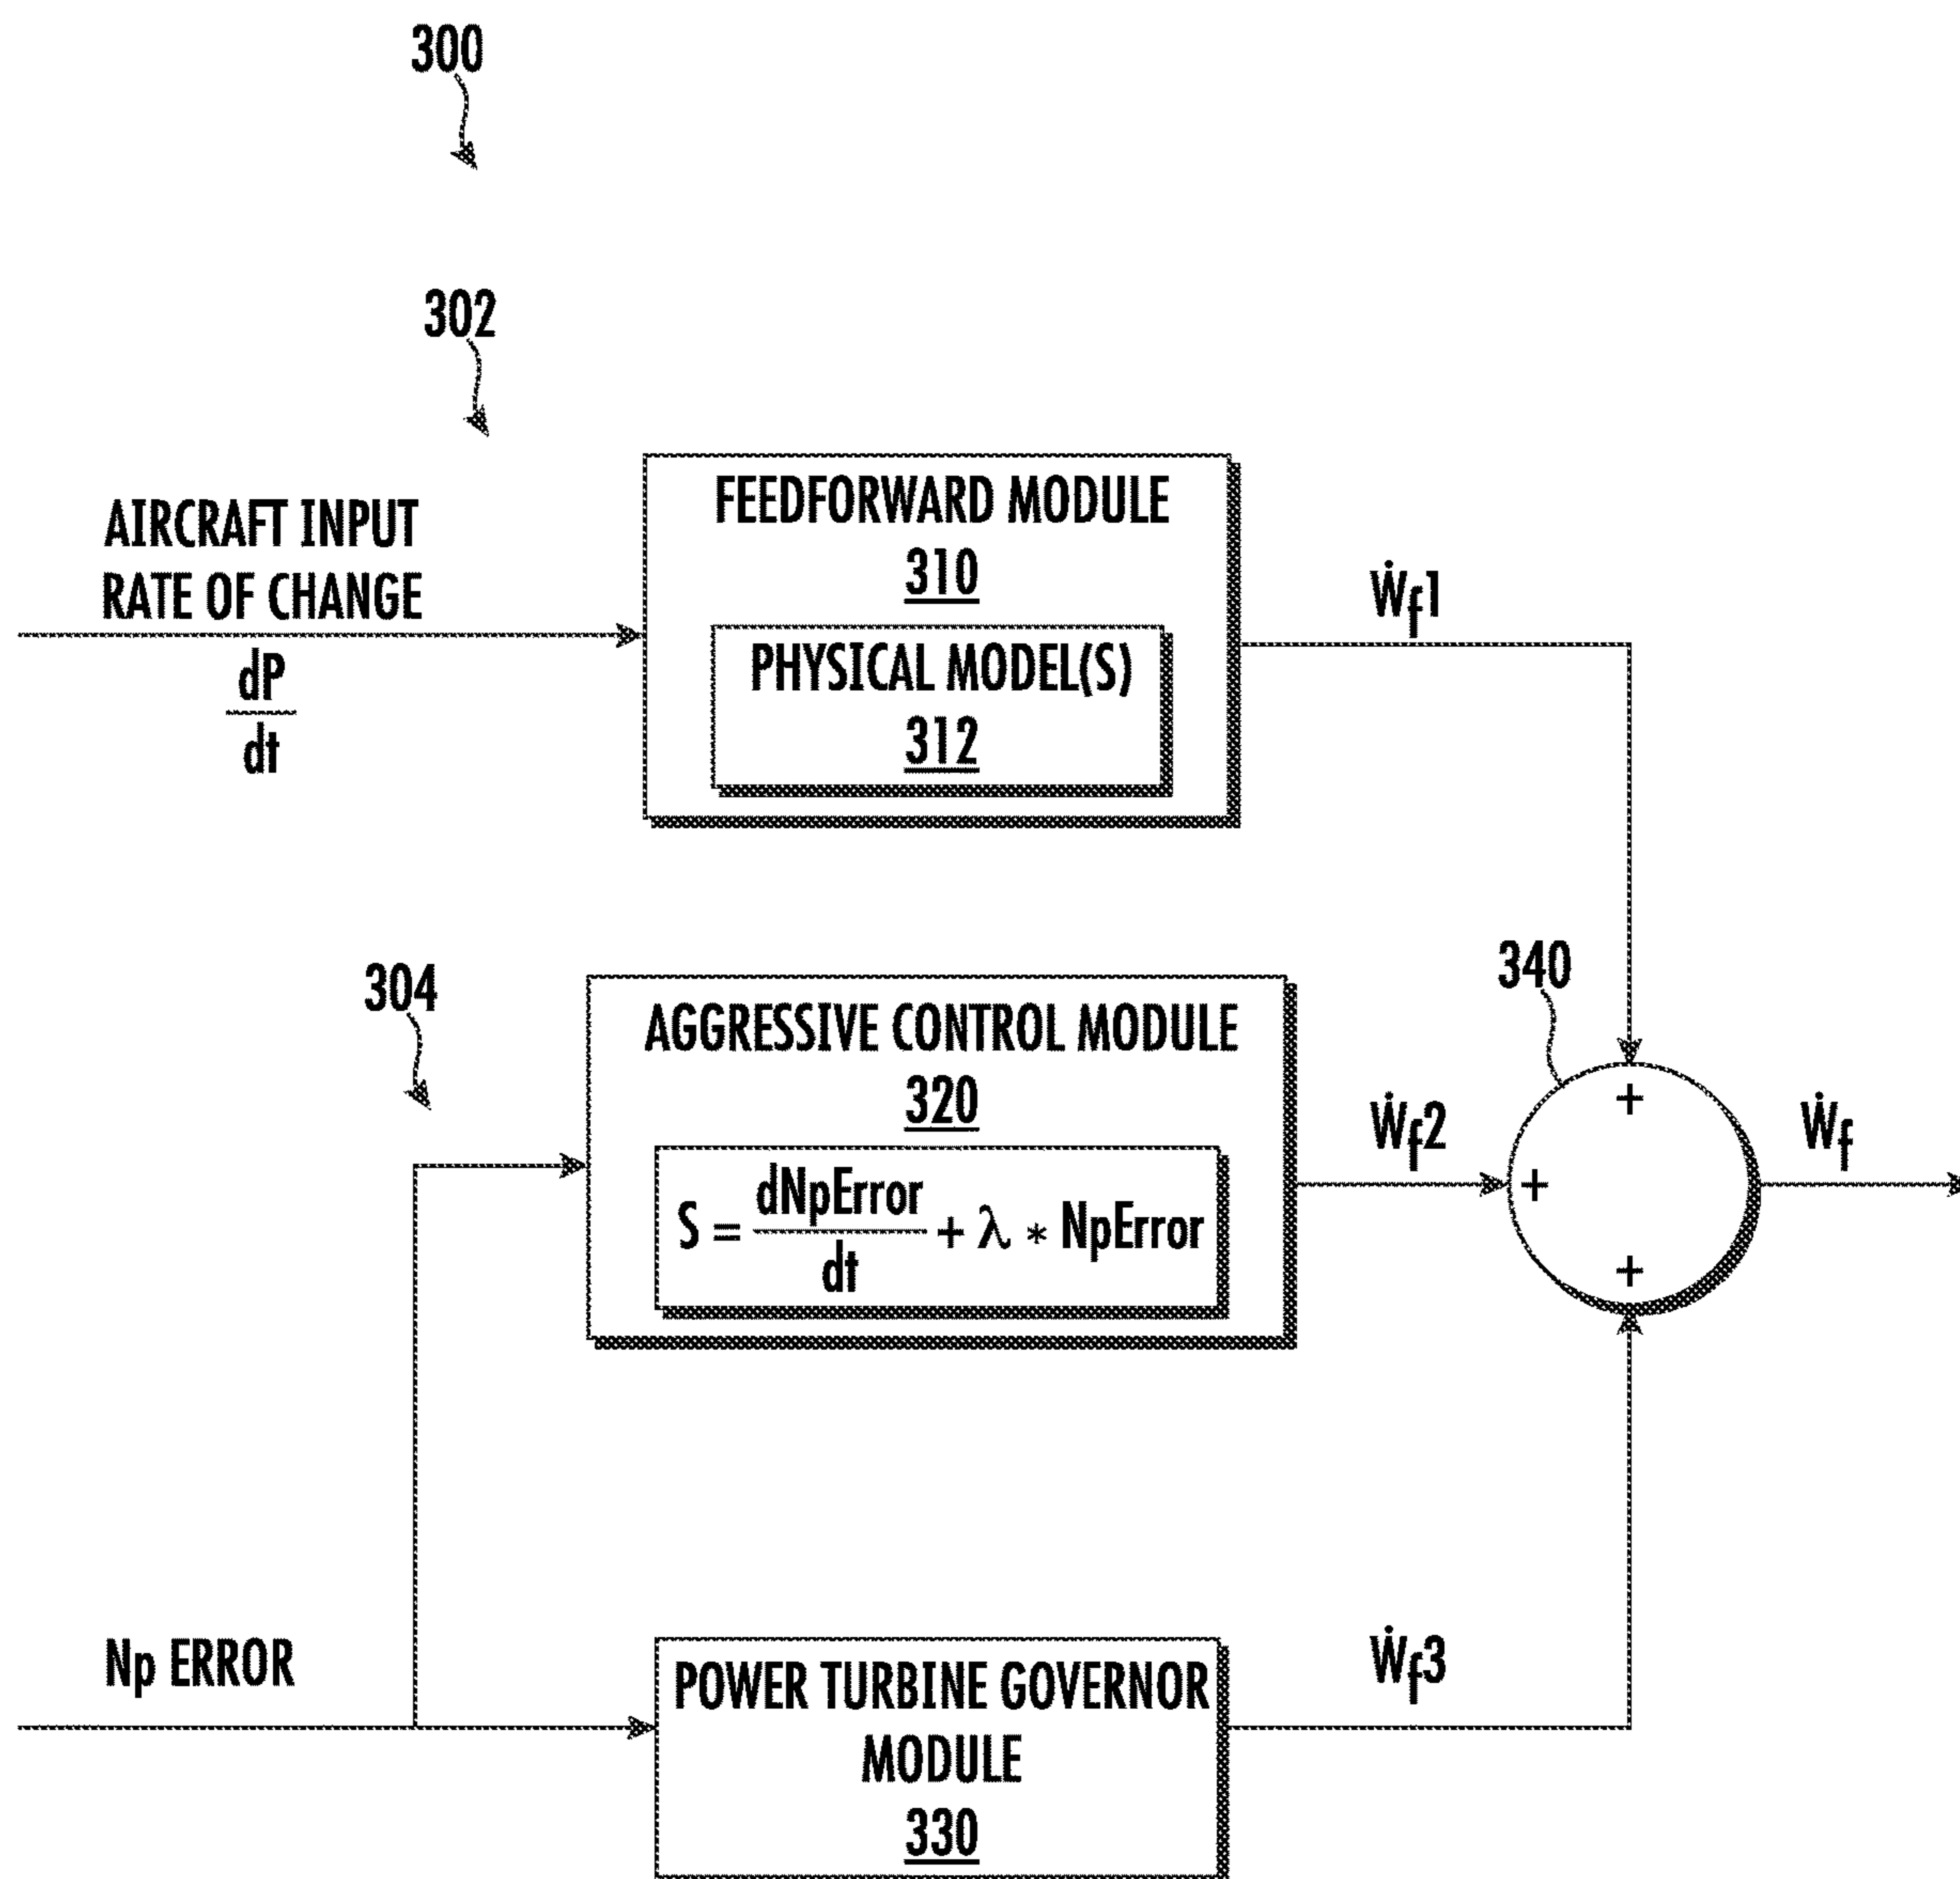 300
302
AIRCRAFT INPUT
RATE OF CHANGE
dP
dt
FEEDFORWARD MODULE
310
PHYSICAL MODEL(S)
312
Ẇf1
304
AGGRESSIVE CONTROL MODULE
320
S = dNpError/dt + λ * NpError
Ẇf2
340
+
+
+
Ẇf
Np ERROR
POWER TURBINE GOVERNOR
MODULE
330
Ẇf3